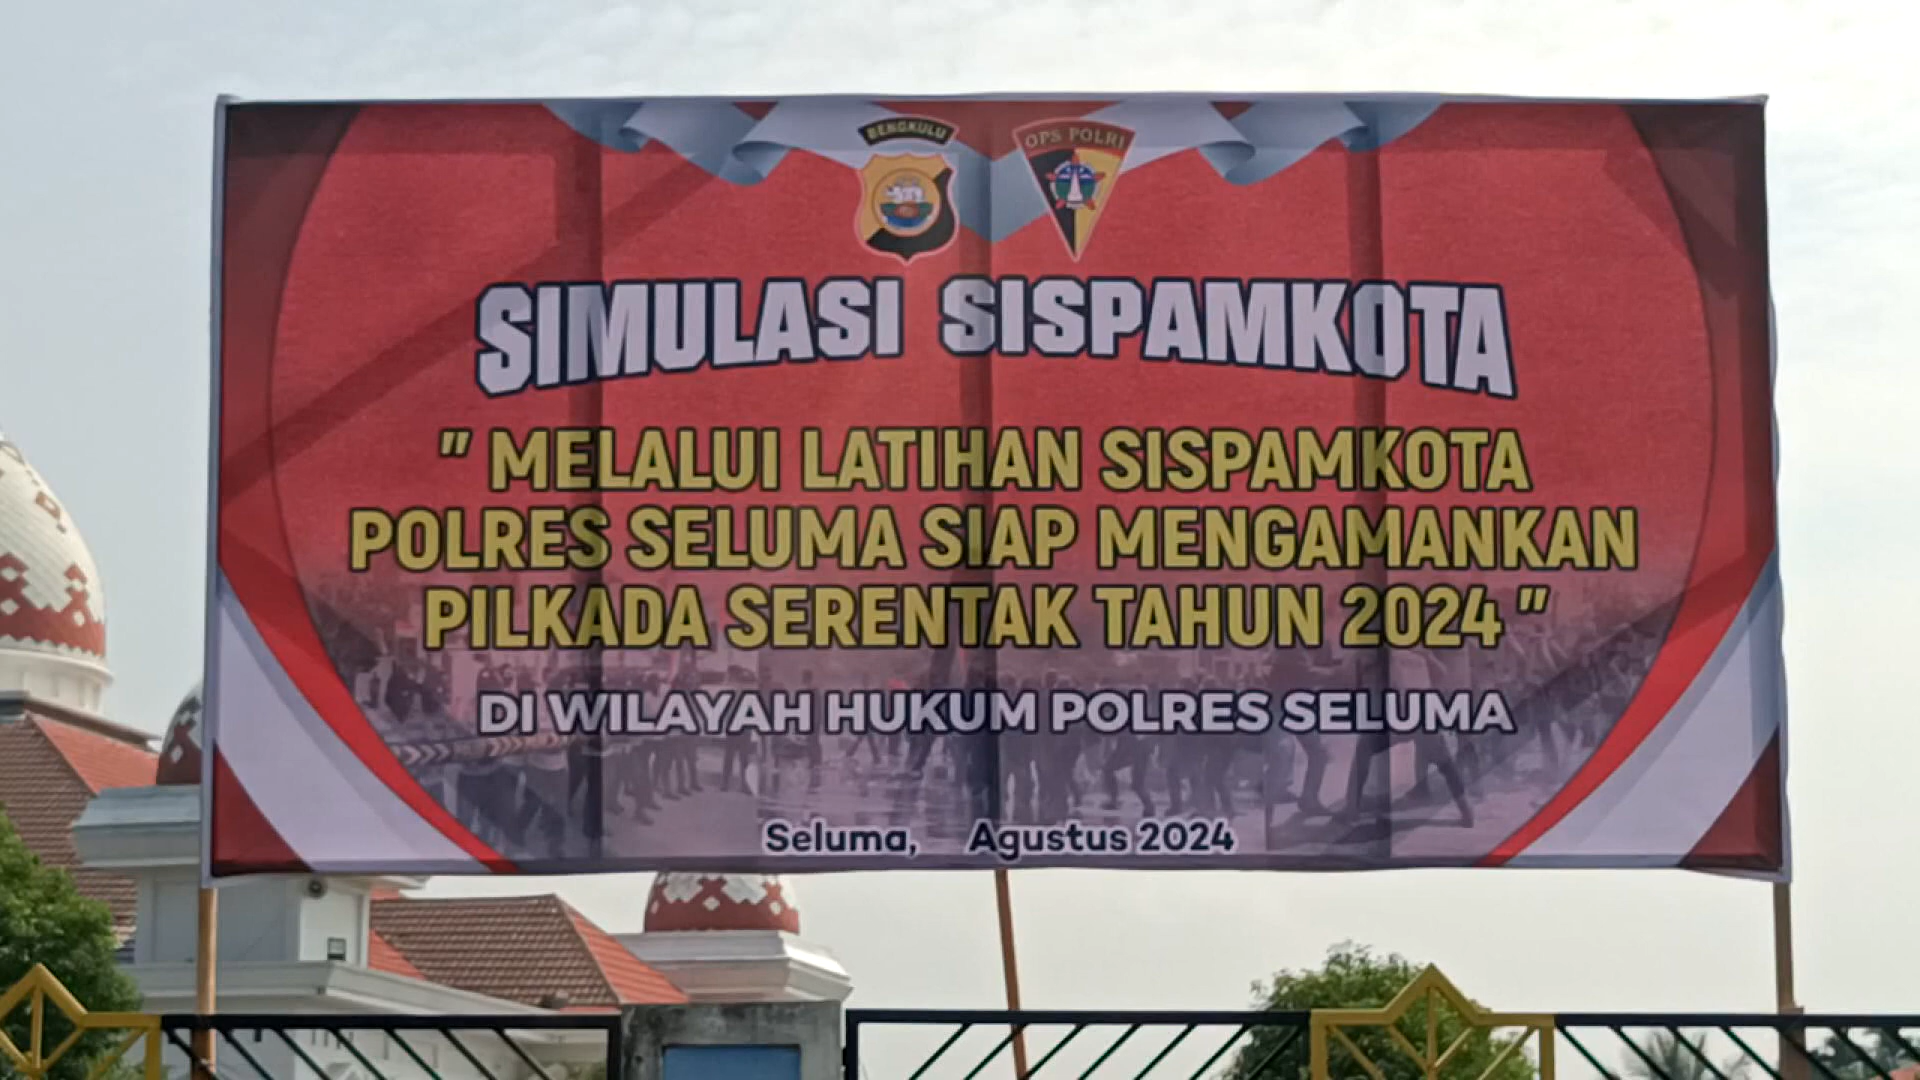 BENGKULU
OPS POLRI
SIMULASI SISPAMKOTA
" MELALUI LATIHAN SISPAMKOTA
POLRES SELUMA SIAP MENGAMANKAN
PILKADA SERENTAK TAHUN 2024 "
DI WILAYAH HUKUM POLRES SELUMA
Seluma, Agustus 2024